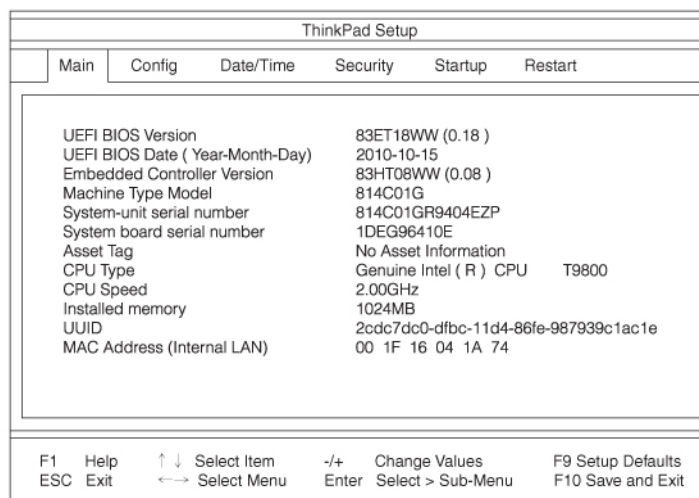 ThinkPad Setup
Main Config Date/Time Security Startup Restart
UEFI BIOS Version 83ET18WW (0.18 )
UEFI BIOS Date ( Year-Month-Day) 2010-10-15
Embedded Controller Version 83HT08WW (0.08 )
Machine Type Model 814C01G
System-unit serial number 814C01GR9404EZP
System board serial number 1DEG96410E
Asset Tag No Asset Information
CPU Type Genuine Intel ( R ) CPU T9800
CPU Speed 2.00GHz
Installed memory 1024MB
UUID 2cdc7dc0-dfbc-11d4-86fe-987939c1ac1e
MAC Address (Internal LAN) 00 1F 16 04 1A 74
F1 Help ↑ ↓ Select Item -/+ Change Values F9 Setup Defaults
ESC Exit ←→ Select Menu Enter Select > Sub-Menu F10 Save and Exit